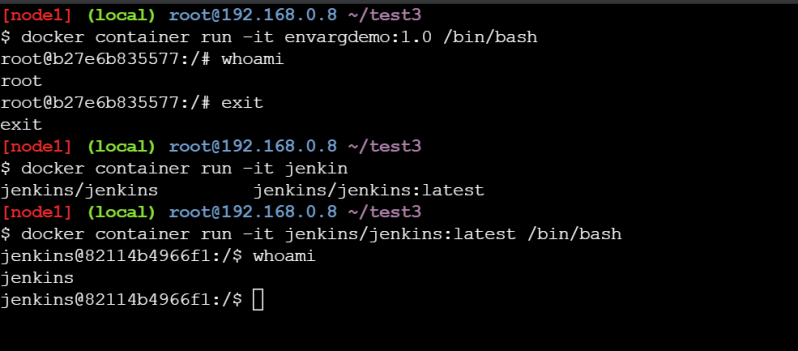 [node1] (local) root@192.168.0.8 ~/test3
$ docker container run -it envargdemo:1.0 /bin/bash
root@b27e6b835577:/# whoami
root
root@b27e6b835577:/# exit
exit
[node1] (local) root@192.168.0.8 ~/test3
$ docker container run -it jenkin
jenkins/jenkins         jenkins/jenkins:latest
[node1] (local) root@192.168.0.8 ~/test3
$ docker container run -it jenkins/jenkins:latest /bin/bash
jenkins@82114b4966f1:/$ whoami
jenkins
jenkins@82114b4966f1:/$